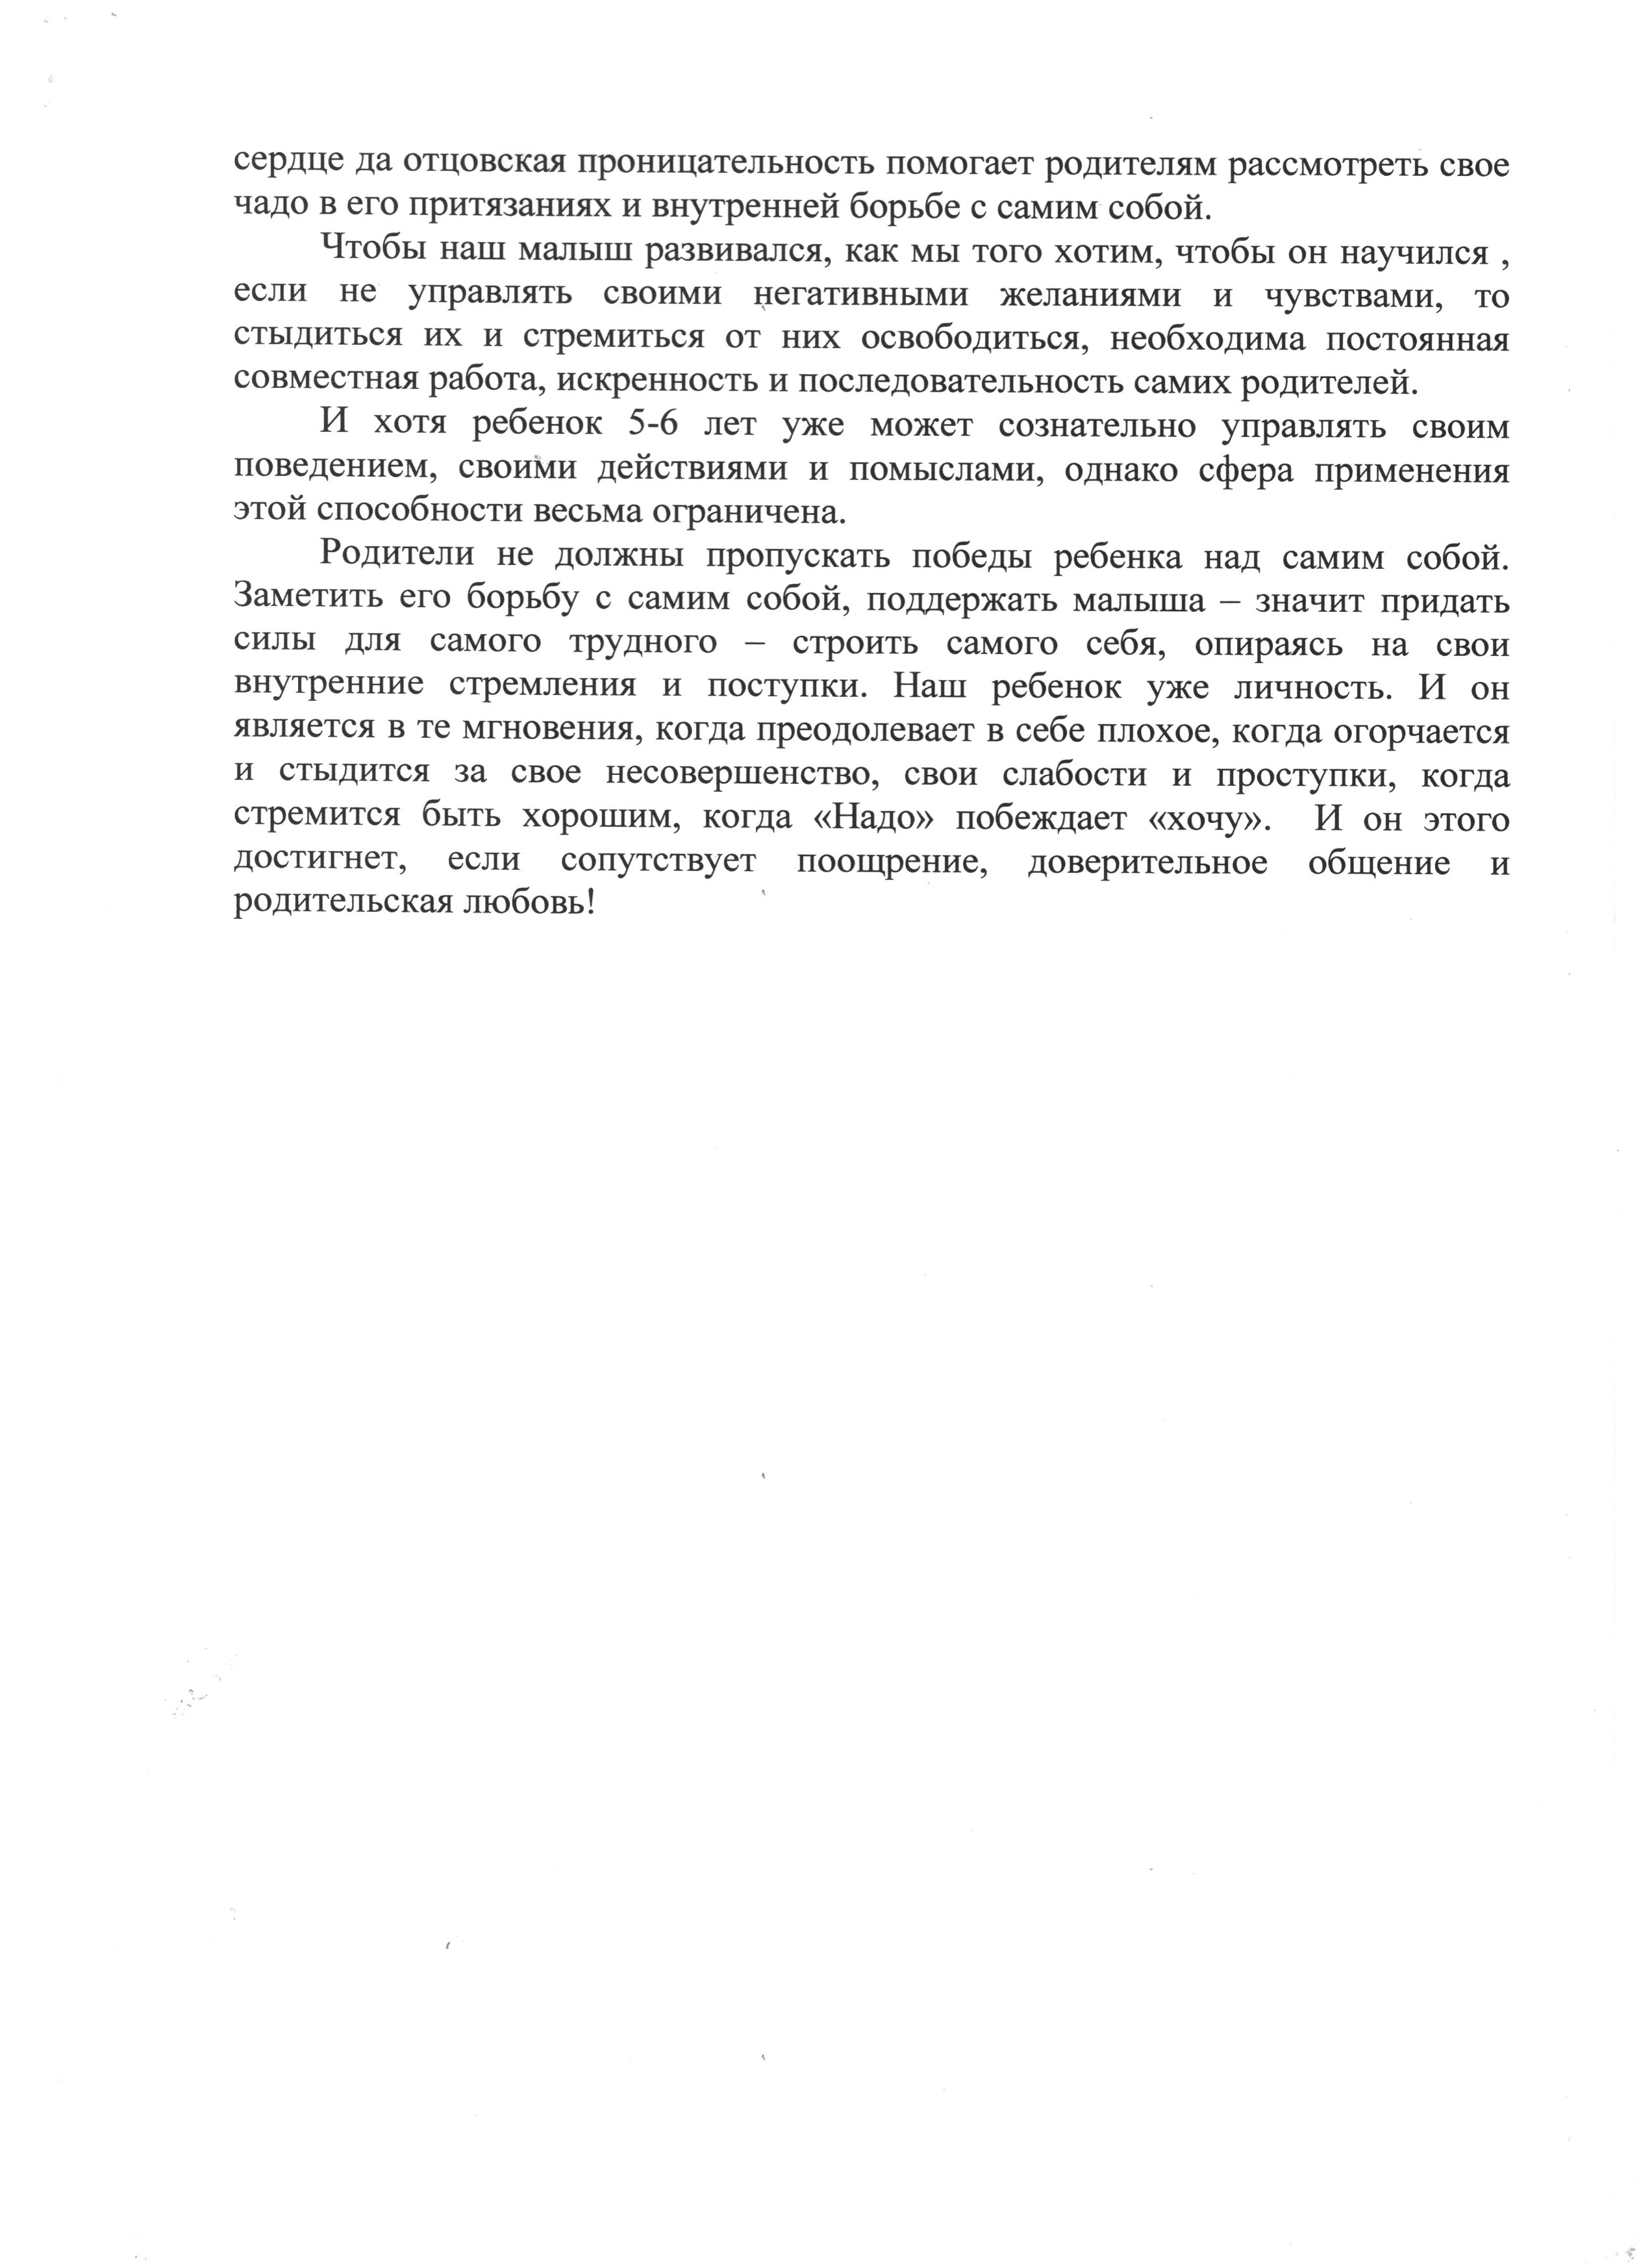 сердце да отцовская проницательность помогает родителям рассмотреть свое
чадо в его притязаниях и внутренней борьбе с самим собой.
Чтобы наш малыш развивался, как мы того хотим, чтобы он научился ,
если не управлять своими негативными желаниями и чувствами, то
стыдиться их и стремиться от них освободиться, необходима постоянная
совместная работа, искренность и последовательность самих родителей.
И хотя ребенок 5-6 лет уже может сознательно управлять своим
поведением, своими действиями и помыслами, однако сфера применения
этой способности весьма ограничена.
Родители не должны пропускать победы ребенка над самим собой.
Заметить его борьбу с самим собой, поддержать малыша – значит придать
силы для самого трудного – строить самого себя, опираясь на свои
внутренние стремления и поступки. Наш ребенок уже личность. И он
является в те мгновения, когда преодолевает в себе плохое, когда огорчается
и стыдится за свое несовершенство, свои слабости и проступки, когда
стремится быть хорошим, когда «Надо» побеждает «хочу».  И он этого
достигнет, если сопутствует поощрение, доверительное общение и
родительская любовь!